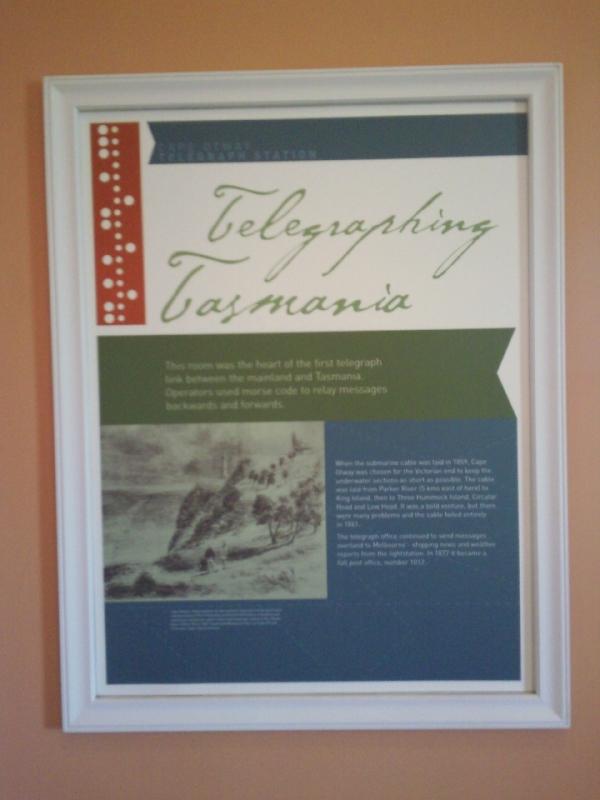 CAPE OTWAY
TELEGRAPH STATION
Telegraphing
Tasmania
This room was the heart of the first telegraph
link between the mainland and Tasmania.
Operators used morse code to relay messages
backwards and forwards.
When the submarine cable was laid in 1859, Cape
Otway was chosen for the Victorian end to keep the
underwater sections as short as possible. The cable
was laid from Parker River (5 kms east of here) to
King Island, then to Three Hummock Island, Circular
Head and Low Head. It was a bold venture, but there
were many problems and the cable failed entirely
in 1861.
The telegraph office continued to send messages
overland to Melbourne - shipping news and weather
reports from the lightstation. In 1877 it became a
full post office, number 1012.